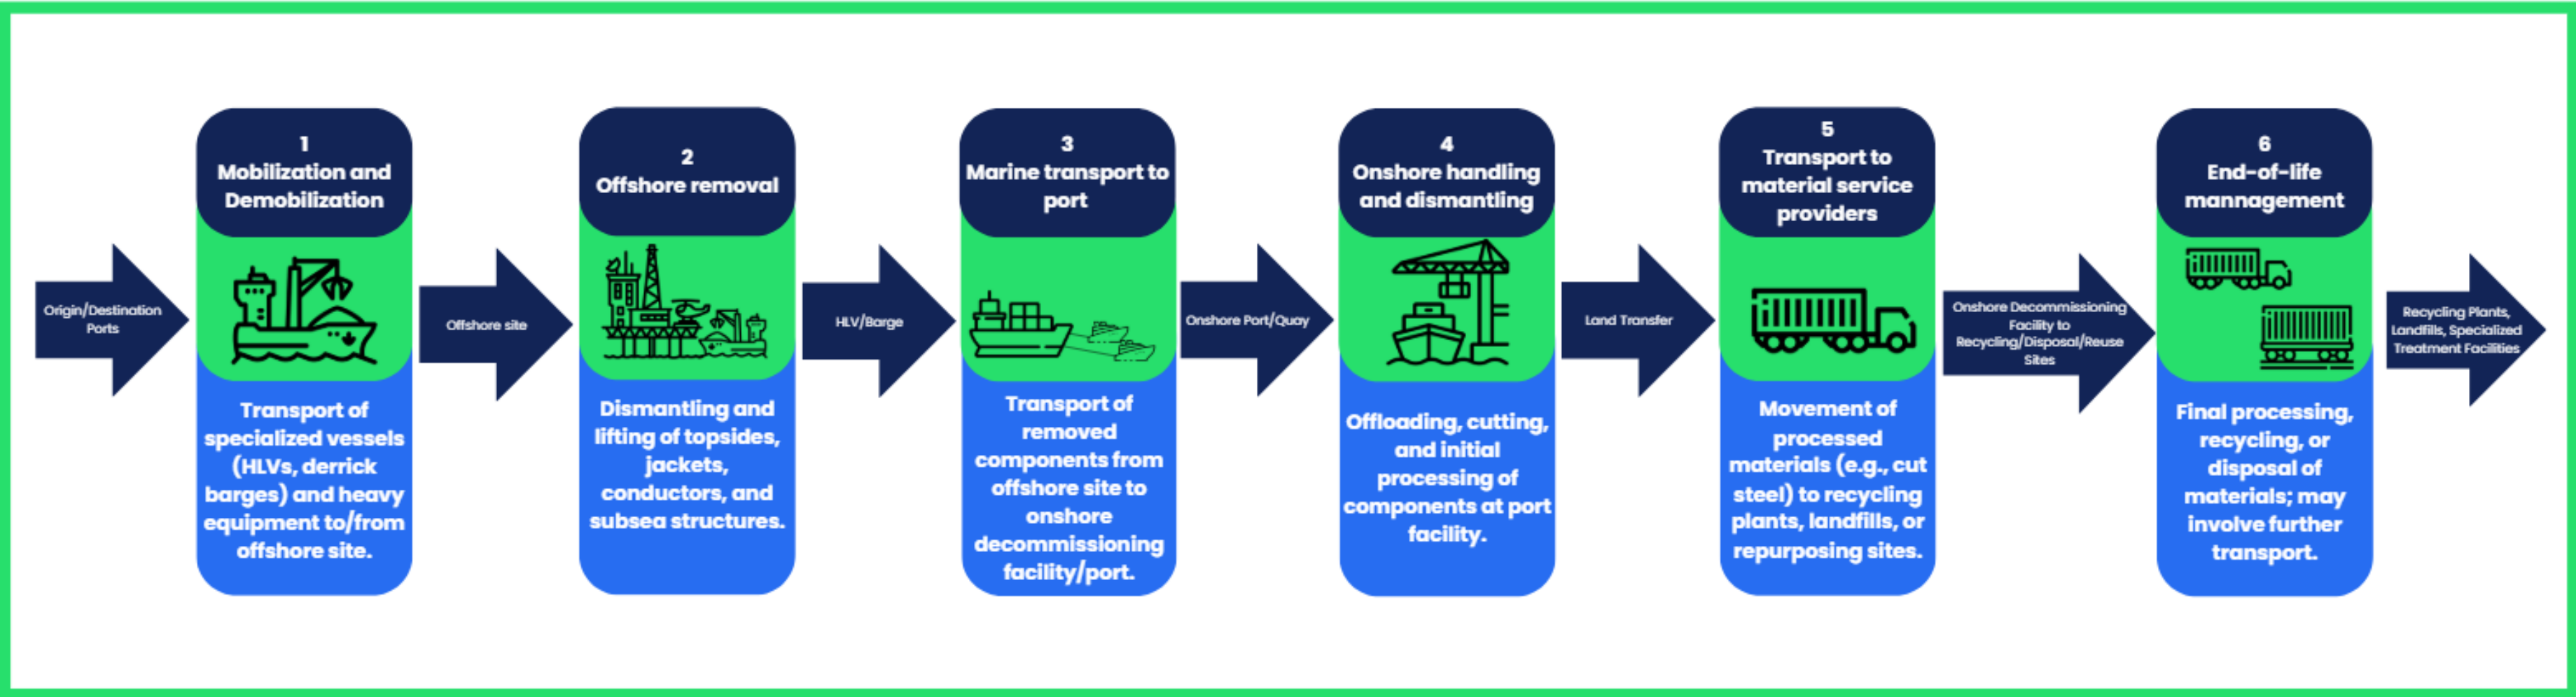 Origin/Destination
Ports
1
Mobilization and
Demobilization
Transport of
specialized vessels
(HLVs, derrick
barges) and heavy
equipment to/from
offshore site.
Offshore site
2
Offshore removal
Dismantling and
lifting of topsides,
jackets,
conductors, and
subsea structures.
HLV/Barge
3
Marine transport to
port
Transport of
removed
components from
offshore site to
onshore
decommissioning
facility/port.
Onshore Port/Quay
4
Onshore handling
and dismantling
Offloading, cutting,
and initial
processing of
components at port
facility.
Land Transfer
5
Transport to
material service
providers
Movement of
processed
materials (e.g., cut
steel) to recycling
plants, landfills, or
repurposing sites.
Onshore Decommissioning
Facility to
Recycling/Disposal/Reuse
Sites
6
End-of-life
mannagement
Final processing,
recycling, or
disposal of
materials; may
involve further
transport.
Recycling Plants,
Landfills, Specialized
Treatment Facilities